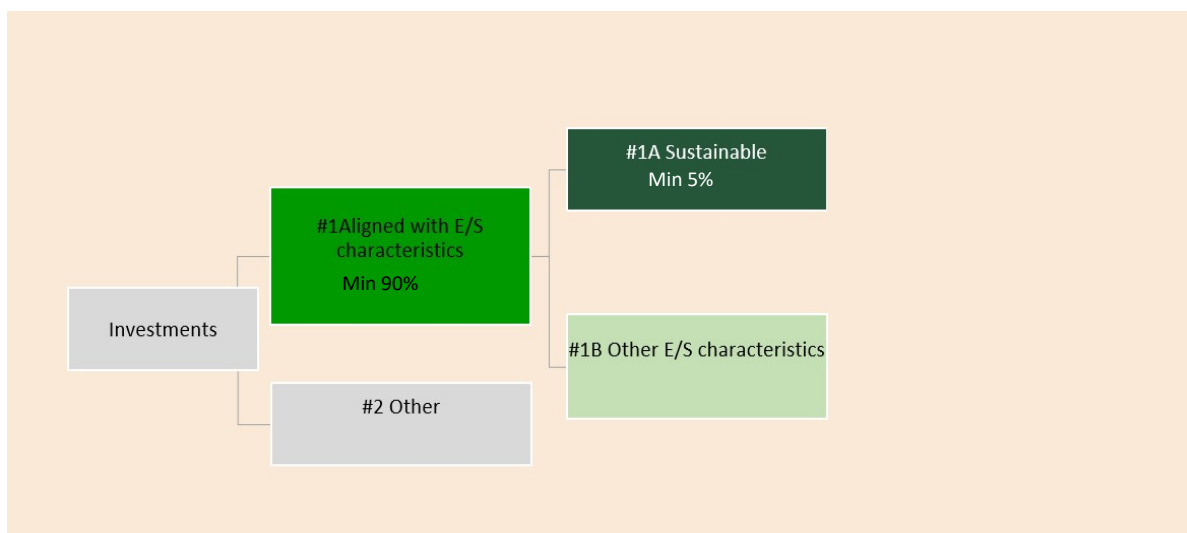 #1A Sustainable
Min 5%
#1Aligned with E/S
characteristics
Min 90%
Investments
#1B Other E/S characteristics
#2 Other